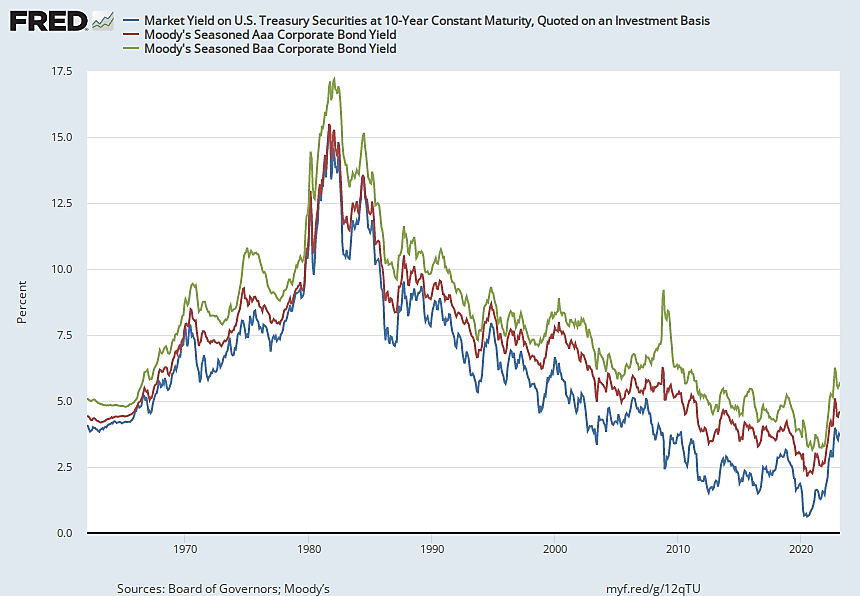 FRED
Market Yield on U.S. Treasury Securities at 10-Year Constant Maturity, Quoted on an Investment Basis
Moody's Seasoned Aaa Corporate Bond Yield
Moody's Seasoned Baa Corporate Bond Yield
17.5
15.0
12.5
10.0
7.5
5.0
2.5
0.0
Percent
1970 1980 1990 2000 2010 2020
Sources: Board of Governors; Moody's
myf.red/g/12qTU